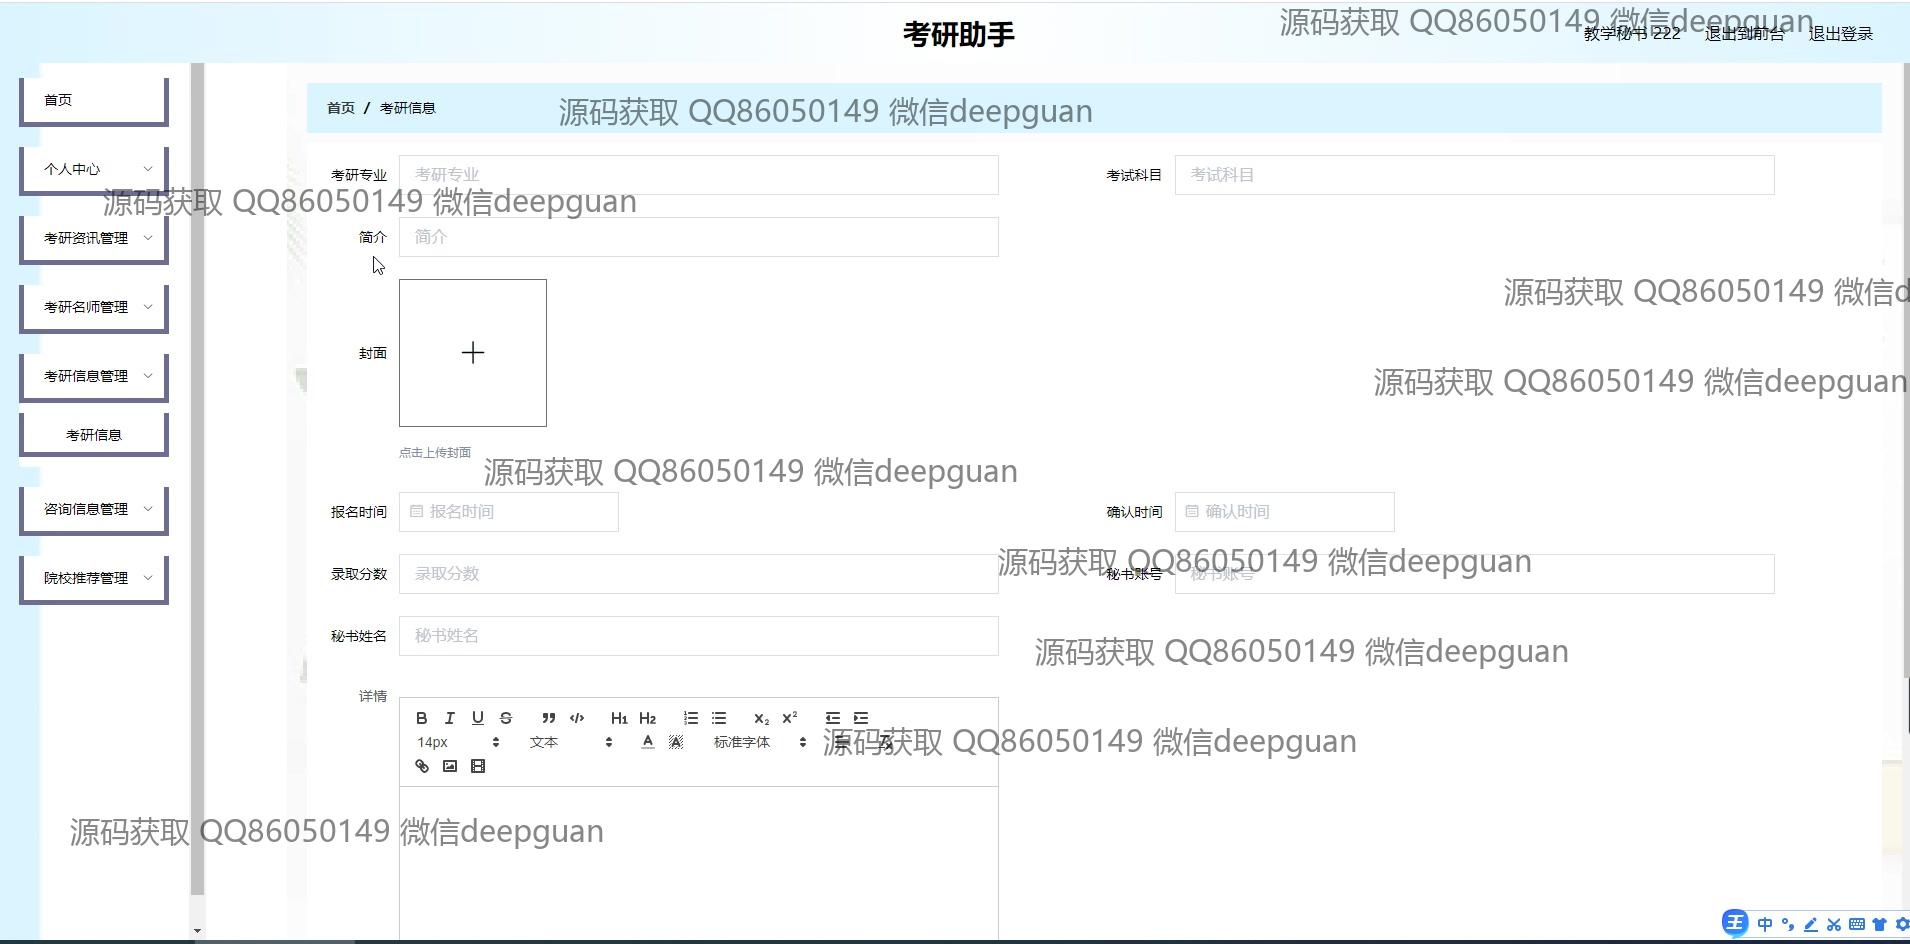 考研助手
源码获取 QQ86050149 微信deepguan
教学秘书 222 退出到前台 退出登录
首页
首页 / 考研信息
源码获取 QQ86050149 微信deepguan
个人中心
考研专业 考研专业
考试科目 考试科目
源码获取 QQ86050149 微信deepguan
考研资讯管理
简介 简介
源码获取 QQ86050149 微信d
考研名师管理
封面
考研信息管理
源码获取 QQ86050149 微信deepguan
考研信息
点击上传封面
源码获取 QQ86050149 微信deepguan
咨询信息管理
报名时间 报名时间
确认时间 确认时间
源码获取 QQ86050149 微信deepguan
院校推荐管理
录取分数 录取分数
秘书账号 秘书账号
秘书姓名 秘书姓名
源码获取 QQ86050149 微信deepguan
详情
B I U S H1 H2 X2 X2
14px 文本 A A 标准字体
源码获取 QQ86050149 微信deepguan
源码获取 QQ86050149 微信deepguan
王 中